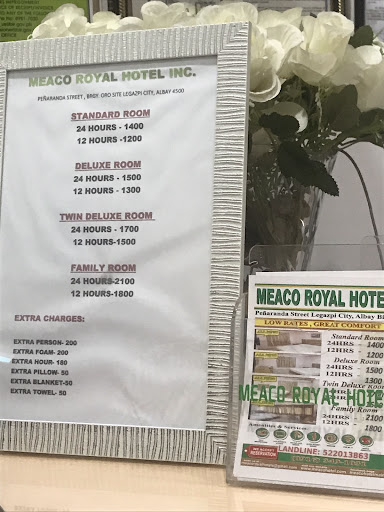 MEACO ROYAL HOTEL INC.
PEÑARANDA STREET, BRGY. ORO SITE LEGAZPI CITY, ALBAY 4500
STANDARD ROOM
24 HOURS - 1400
12 HOURS -1200
DELUXE ROOM
24 HOURS - 1500
12 HOURS - 1300
TWIN DELUXE ROOM
24 HOURS - 1700
12 HOURS-1500
FAMILY ROOM
24 HOURS-2100
12 HOURS-1800
EXTRA CHARGES:
EXTRA PERSON- 200
EXTRA FOAM- 200
EXTRA HOUR- 180
EXTRA PILLOW- 50
EXTRA BLANKET-50
EXTRA TOWEL- 50
MEACO ROYAL HOTE
Peñaranda Street Legazpi City, Albay
LOW RATES, GREAT COMFORT
Standard Room
24HRS - 1400
12HRS - 1200
Deluxe Room
24HRS - 1500
12HRS - 1300
Twin Deluxe
24HRS
12HRS
MEACO ROYAL HOTE
Family Room
24HRS - 2100
12HRS - 1800
Amenities &
RESERVATION
LANDLINE: 522013863